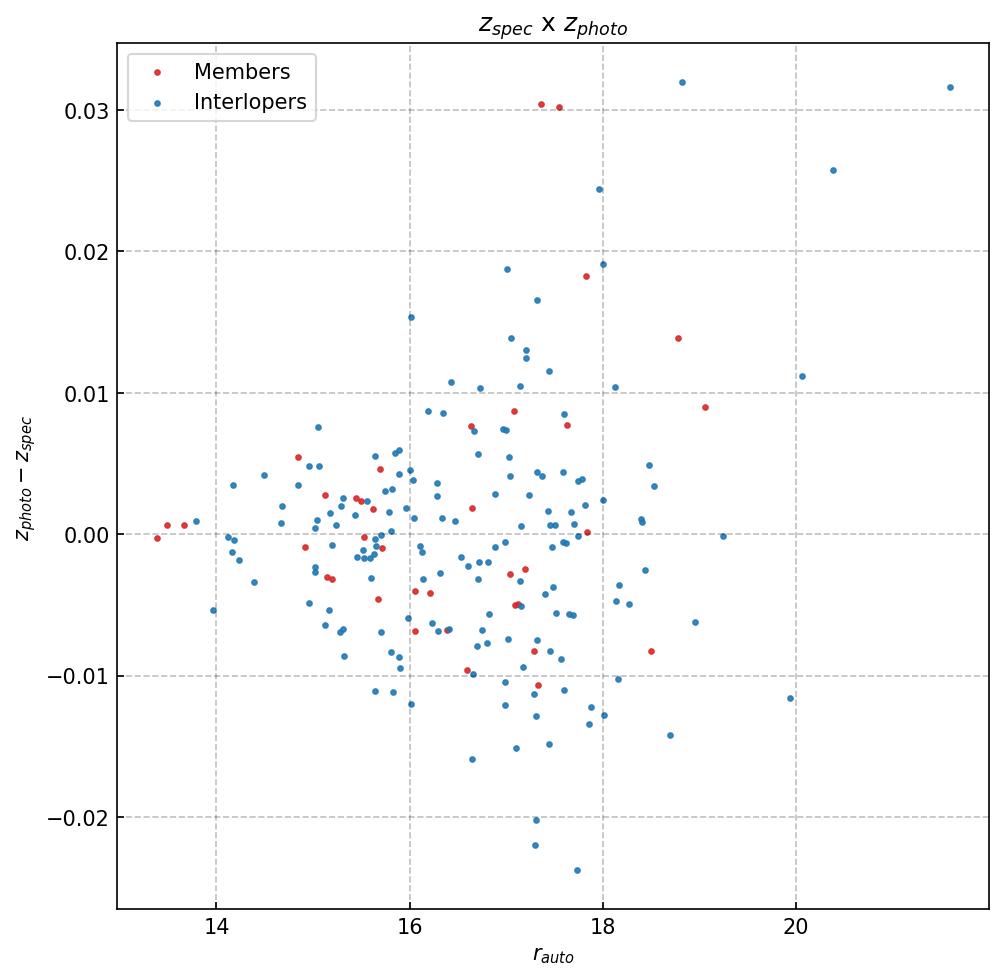 z_spec x z_photo
Members
Interlopers
0.03
0.02
0.01
0.00
−0.01
−0.02
z_photo − z_spec
14
16
18
20
r_auto